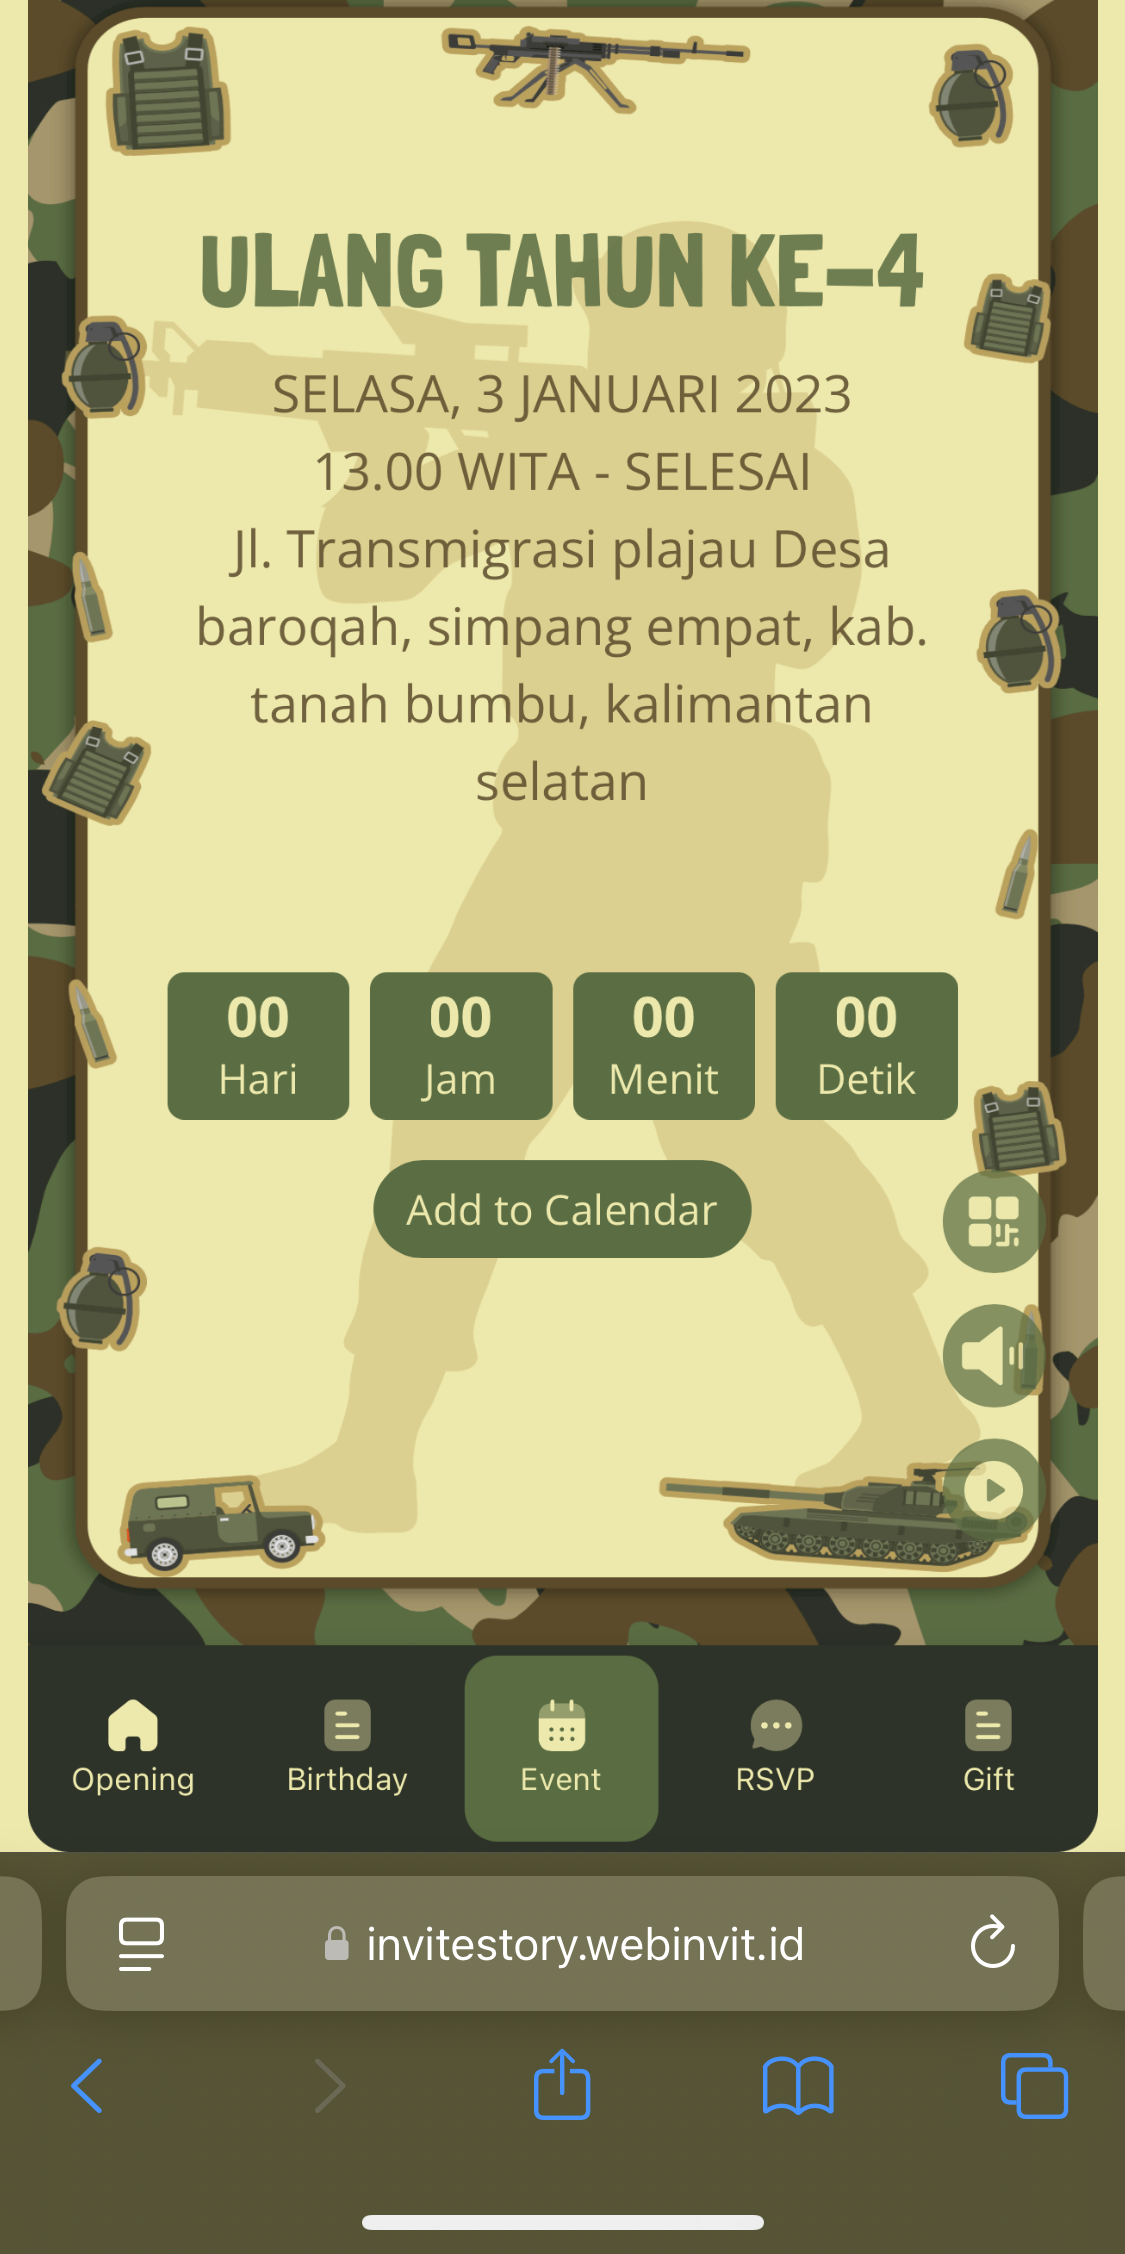 ULANG TAHUN KE-4
SELASA, 3 JANUARI 2023
13.00 WITA - SELESAI
Jl. Transmigrasi plajau Desa
baroqah, simpang empat, kab.
tanah bumbu, kalimantan
selatan
00 00 00 00
Hari Jam Menit Detik
Add to Calendar
Opening Birthday Event RSVP Gift
invitestory.webinvit.id